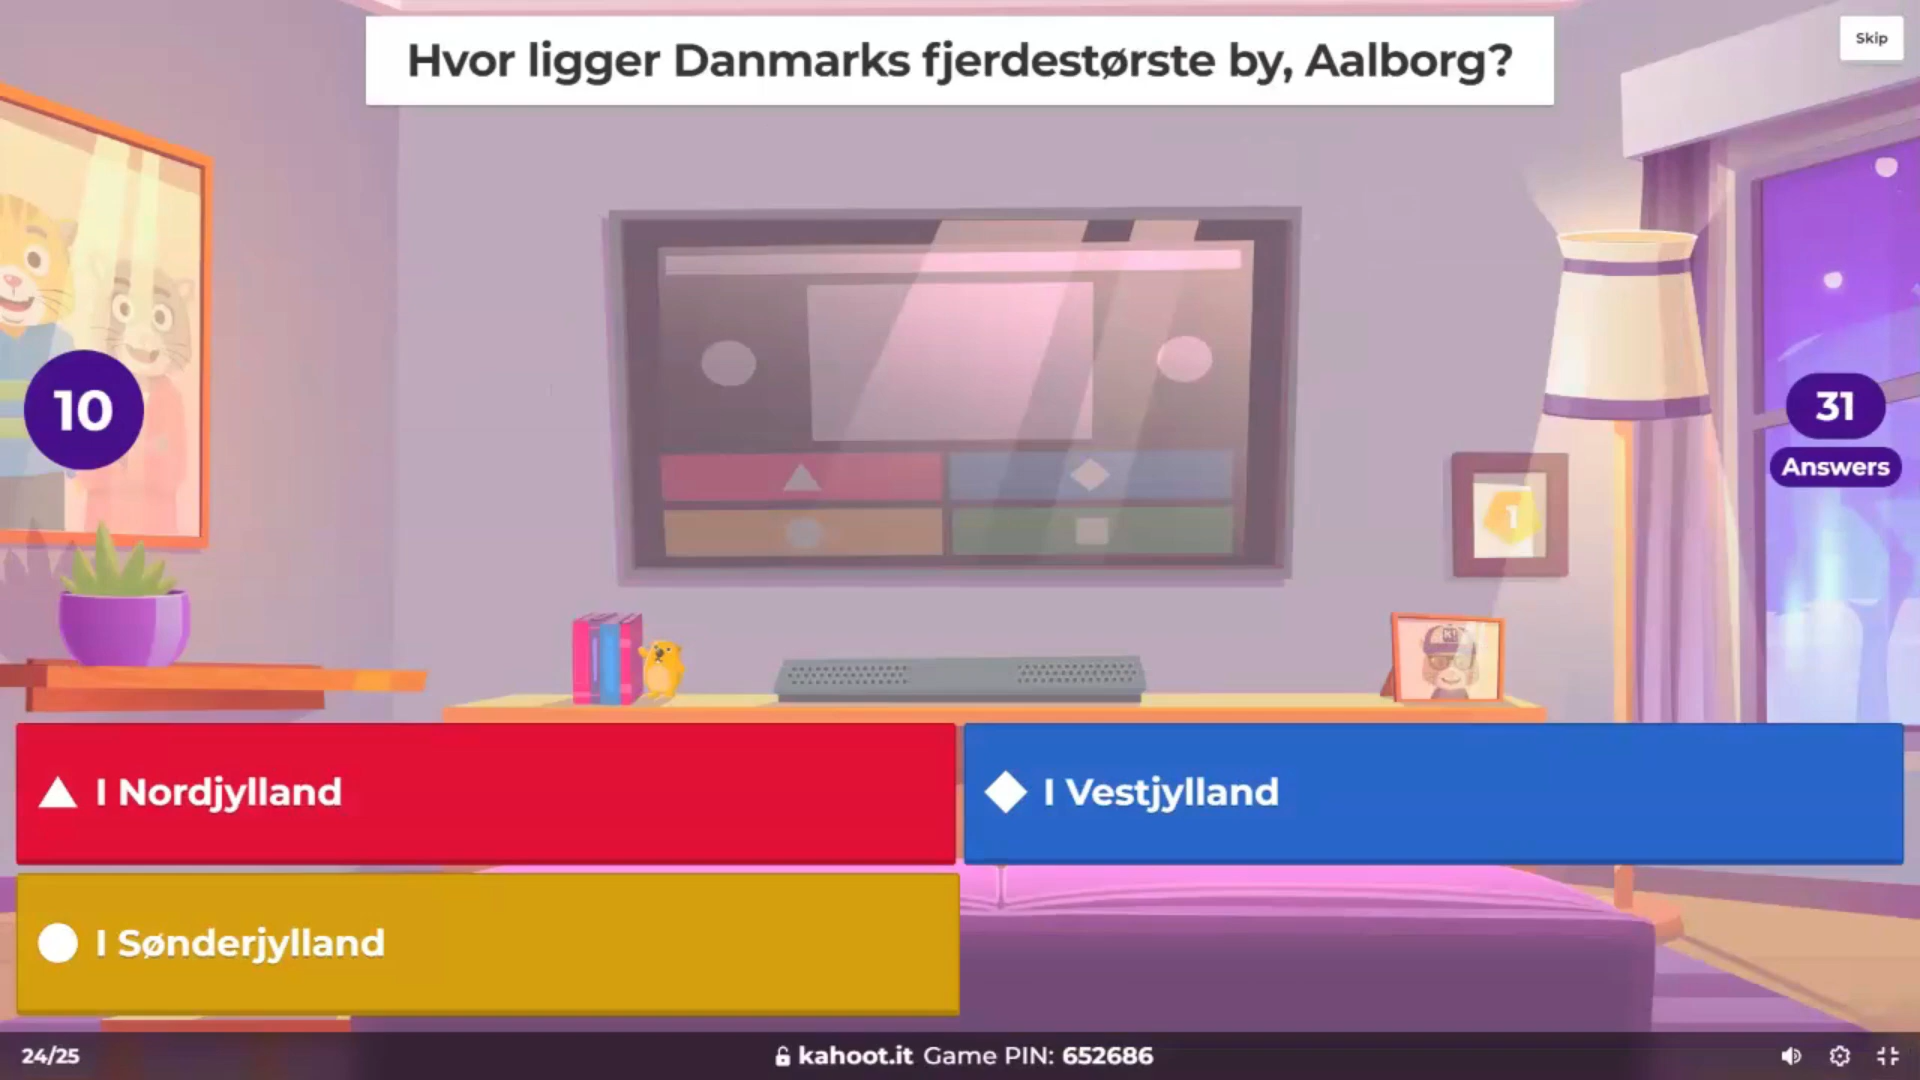 Hvor ligger Danmarks fjerdestørste by, Aalborg?
Skip
10
31
Answers
1
K!
I Nordjylland
I Vestjylland
I Sønderjylland
24/25
kahoot.it Game PIN: 652686